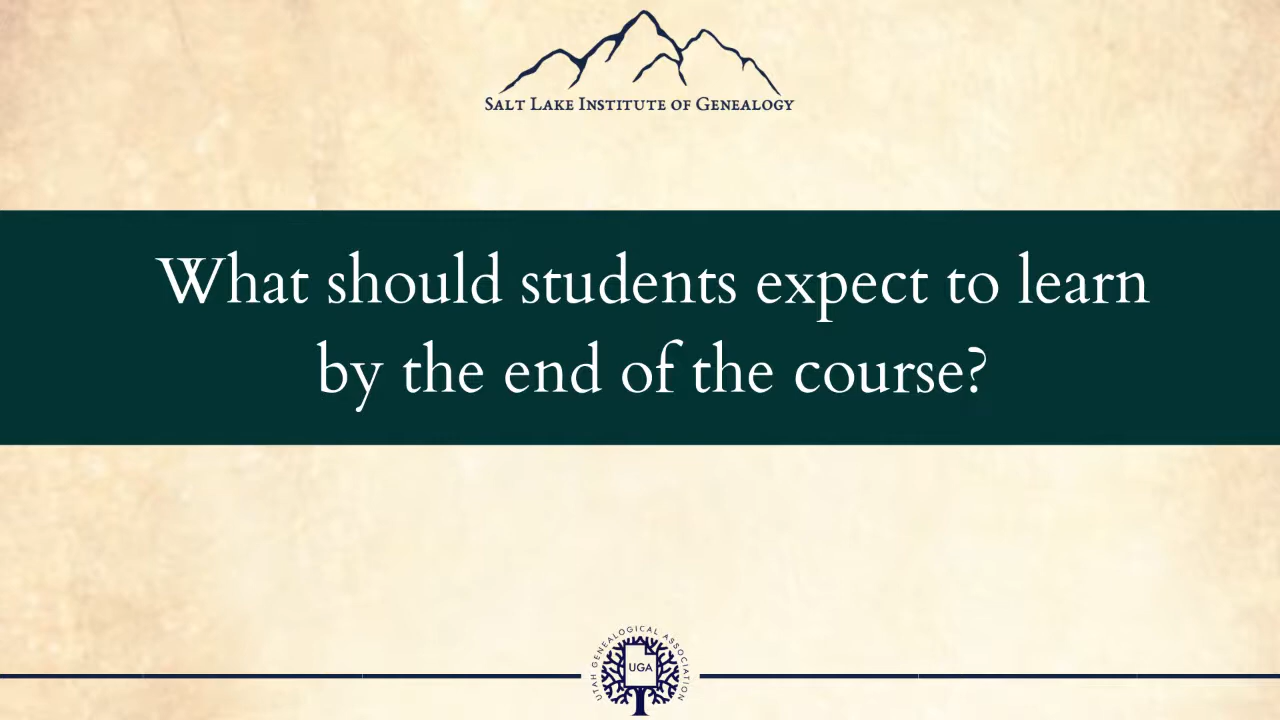 SALT LAKE INSTITUTE OF GENEALOGY
What should students expect to learn
by the end of the course?
UTAH GENEALOGICAL ASSOCIATION
UGA